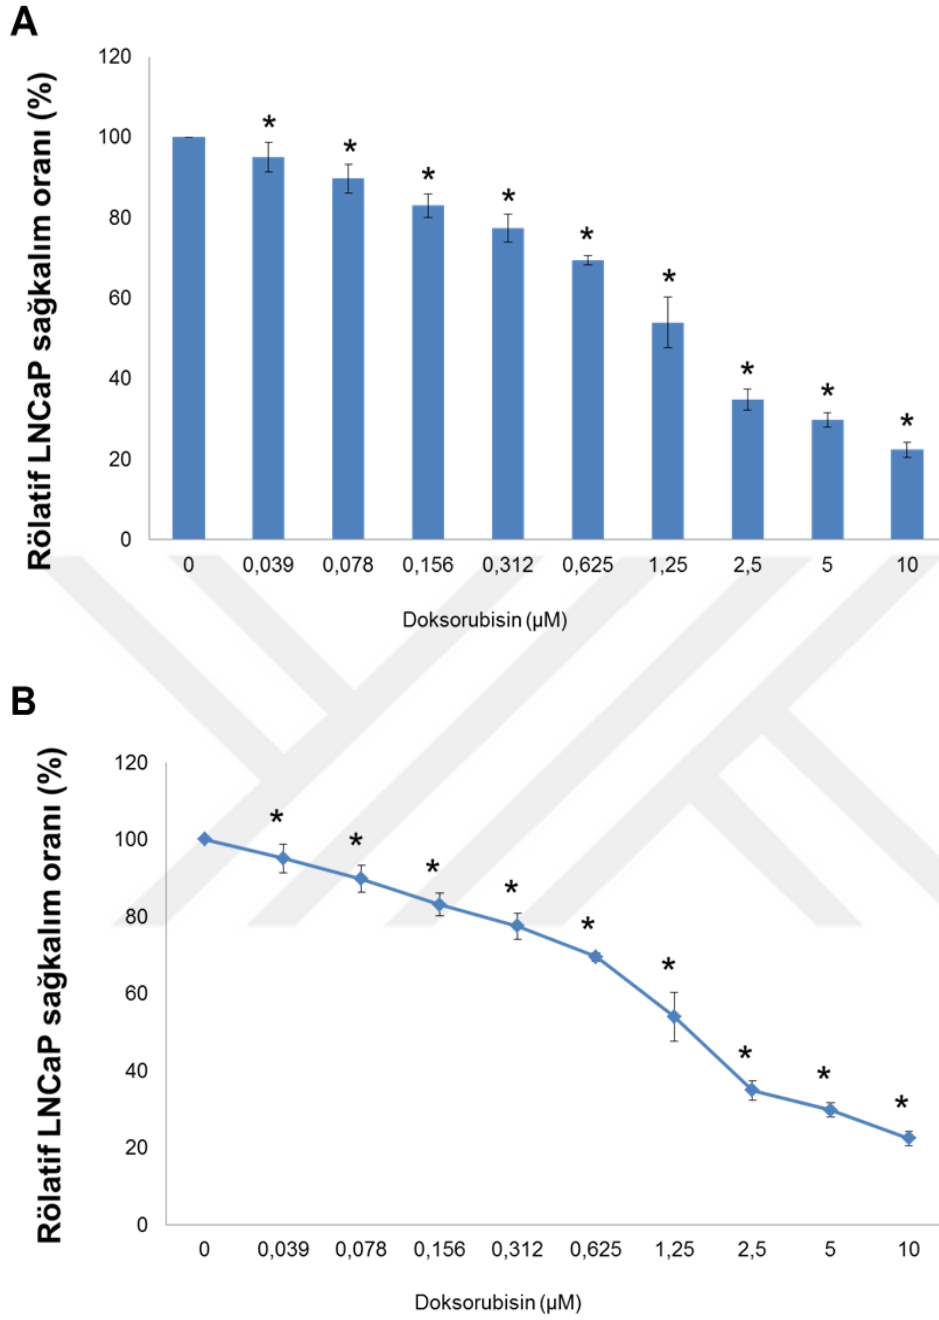 A
Rölatif LNCaP sağkalım oranı (%)
120
100
80
60
40
20
0
* * * * * * * * *
0 0,039 0,078 0,156 0,312 0,625 1,25 2,5 5 10
Doksorubisin (µM)
B
Rölatif LNCaP sağkalım oranı (%)
120
100
80
60
40
20
0
* * * * * * * * *
0 0,039 0,078 0,156 0,312 0,625 1,25 2,5 5 10
Doksorubisin (µM)